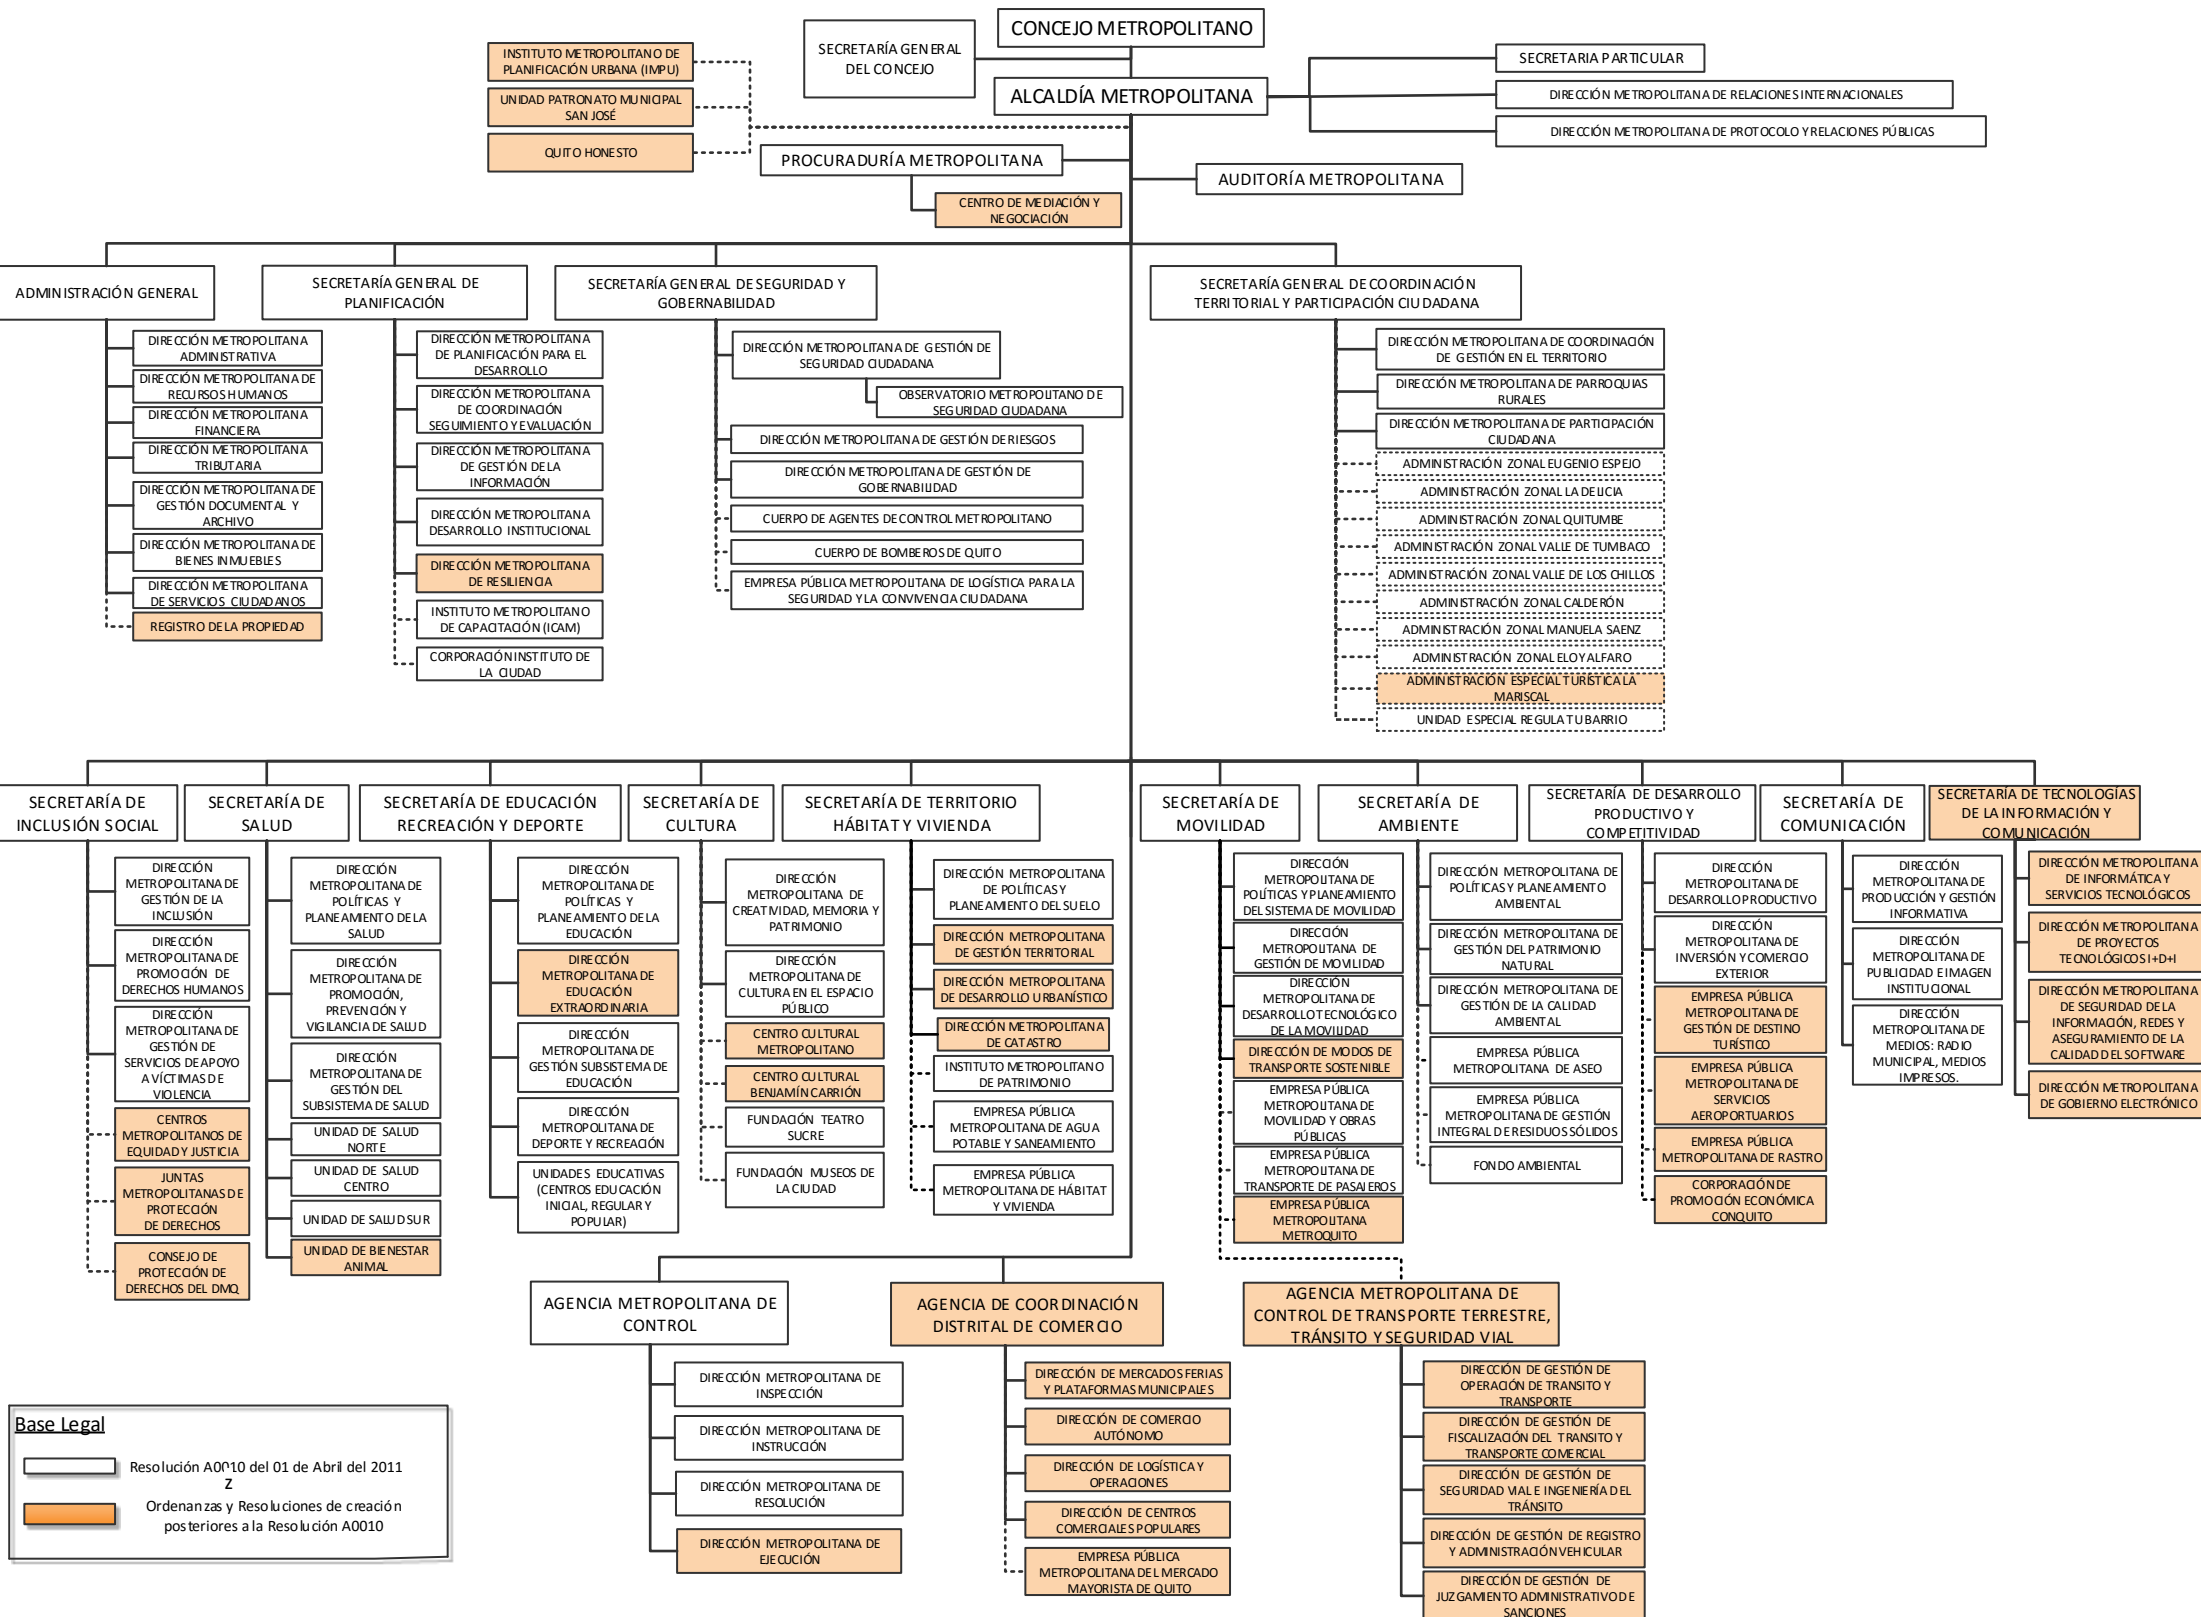 CONCEJO METROPOLITANO
SECRETARÍA GENERAL
DEL CONCEJO
ALCALDÍA METROPOLITANA
INSTITUTO METROPOLITANO DE
PLANIFICACIÓN URBANA (IMPU)
UNIDAD PATRONATO MUNICIPAL
SAN JOSÉ
QUITO HONESTO
SECRETARIA PARTICULAR
DIRECCIÓN METROPOLITANA DE RELACIONES INTERNACIONALES
DIRECCIÓN METROPOLITANA DE PROTOCOLO Y RELACIONES PÚBLICAS
PROCURADURÍA METROPOLITANA
AUDITORÍA METROPOLITANA
CENTRO DE MEDIACIÓN Y
NEGOCIACIÓN
ADMINISTRACIÓN GENERAL
DIRECCIÓN METROPOLITANA
ADMINISTRATIVA
DIRECCIÓN METROPOLITANA DE
RECURSOS HUMANOS
DIRECCIÓN METROPOLITANA
FINANCIERA
DIRECCIÓN METROPOLITANA
TRIBUTARIA
DIRECCIÓN METROPOLITANA DE
GESTIÓN DOCUMENTAL Y
ARCHIVO
DIRECCIÓN METROPOLITANA DE
BIENES INMUEBLES
DIRECCIÓN METROPOLITANA
DE SERVICIOS CIUDADANOS
REGISTRO DE LA PROPIEDAD
SECRETARÍA GENERAL DE
PLANIFICACIÓN
DIRECCIÓN METROPOLITANA
DE PLANIFICACIÓN PARA EL
DESARROLLO
DIRECCIÓN METROPOLITANA
DE COORDINACIÓN
SEGUIMIENTO Y EVALUACIÓN
DIRECCIÓN METROPOLITANA
DE GESTIÓN DE LA
INFORMACIÓN
DIRECCIÓN METROPOLITANA
DESARROLLO INSTITUCIONAL
DIRECCIÓN METROPOLITANA
DE RESILIENCIA
INSTITUTO METROPOLITANO
DE CAPACITACIÓN (ICAM)
CORPORACIÓN INSTITUTO DE
LA CIUDAD
SECRETARÍA GENERAL DE SEGURIDAD Y
GOBERNABILIDAD
DIRECCIÓN METROPOLITANA DE GESTIÓN DE
SEGURIDAD CIUDADANA
OBSERVATORIO METROPOLITANO DE
SEGURIDAD CIUDADANA
DIRECCIÓN METROPOLITANA DE GESTIÓN DE RIESGOS
DIRECCIÓN METROPOLITANA DE GESTIÓN DE
GOBERNABILIDAD
CUERPO DE AGENTES DE CONTROL METROPOLITANO
CUERPO DE BOMBEROS DE QUITO
EMPRESA PÚBLICA METROPOLITANA DE LOGÍSTICA PARA LA
SEGURIDAD Y LA CONVIVENCIA CIUDADANA
SECRETARÍA GENERAL DE COORDINACIÓN
TERRITORIAL Y PARTICIPACIÓN CIUDADANA
DIRECCIÓN METROPOLITANA DE COORDINACIÓN
DE GESTIÓN EN EL TERRITORIO
DIRECCIÓN METROPOLITANA DE PARROQUIAS
RURALES
DIRECCIÓN METROPOLITANA DE PARTICIPACIÓN
CIUDADANA
ADMINISTRACIÓN ZONAL EUGENIO ESPEJO
ADMINISTRACIÓN ZONAL LA DELICIA
ADMINISTRACIÓN ZONAL QUITUMBE
ADMINISTRACIÓN ZONAL VALLE DE TUMBACO
ADMINISTRACIÓN ZONAL VALLE DE LOS CHILLOS
ADMINISTRACIÓN ZONAL CALDERÓN
ADMINISTRACIÓN ZONAL MANUELA SAENZ
ADMINISTRACIÓN ZONAL ELOY ALFARO
ADMINISTRACIÓN ESPECIAL TURÍSTICA LA
MARISCAL
UNIDAD ESPECIAL REGULA TU BARRIO
SECRETARÍA DE
INCLUSIÓN SOCIAL
DIRECCIÓN
METROPOLITANA DE
GESTIÓN DE LA
INCLUSIÓN
DIRECCIÓN
METROPOLITANA DE
PROMOCIÓN DE
DERECHOS HUMANOS
DIRECCIÓN
METROPOLITANA DE
GESTIÓN DE
SERVICIOS DE APOYO
A VÍCTIMAS DE
VIOLENCIA
CENTROS
METROPOLITANOS DE
EQUIDAD Y JUSTICIA
JUNTAS
METROPOLITANAS DE
PROTECCIÓN
DE DERECHOS
CONSEJO DE
PROTECCIÓN DE
DERECHOS DEL DMQ
SECRETARÍA DE
SALUD
DIRECCIÓN
METROPOLITANA DE
POLÍTICAS Y
PLANEAMIENTO DE LA
SALUD
DIRECCIÓN
METROPOLITANA DE
PROMOCIÓN,
PREVENCIÓN Y
VIGILANCIA DE SALUD
DIRECCIÓN
METROPOLITANA DE
GESTIÓN DEL
SUBSISTEMA DE SALUD
UNIDAD DE SALUD
NORTE
UNIDAD DE SALUD
CENTRO
UNIDAD DE SALUD SUR
UNIDAD DE BIENESTAR
ANIMAL
SECRETARÍA DE EDUCACIÓN
RECREACIÓN Y DEPORTE
DIRECCIÓN
METROPOLITANA DE
POLÍTICAS Y
PLANEAMIENTO DE LA
EDUCACIÓN
DIRECCIÓN
METROPOLITANA DE
EDUCACIÓN
EXTRAORDINARIA
DIRECCIÓN
METROPOLITANA DE
GESTIÓN SUBSISTEMA DE
EDUCACIÓN
DIRECCIÓN
METROPOLITANA DE
DEPORTE Y RECREACIÓN
UNIDADES EDUCATIVAS
(CENTROS EDUCACIÓN
INICIAL, REGULAR Y
POPULAR)
SECRETARÍA DE
CULTURA
DIRECCIÓN
METROPOLITANA DE
CREATIVIDAD, MEMORIA Y
PATRIMONIO
DIRECCIÓN
METROPOLITANA DE
CULTURA EN EL ESPACIO
PÚBLICO
CENTRO CULTURAL
METROPOLITANO
CENTRO CULTURAL
BENJAMÍN CARRIÓN
FUNDACIÓN TEATRO
SUCRE
FUNDACIÓN MUSEOS DE
LA CIUDAD
SECRETARÍA DE TERRITORIO
HÁBITAT Y VIVIENDA
DIRECCIÓN METROPOLITANA
DE POLÍTICAS Y
PLANEAMIENTO DEL SUELO
DIRECCIÓN METROPOLITANA
DE GESTIÓN TERRITORIAL
DIRECCIÓN METROPOLITANA
DE DESARROLLO URBANÍSTICO
DIRECCIÓN METROPOLITANA
DE CATASTRO
INSTITUTO METROPOLITANO
DE PATRIMONIO
EMPRESA PÚBLICA
METROPOLITANA DE AGUA
POTABLE Y SANEAMIENTO
EMPRESA PÚBLICA
METROPOLITANA DE HÁBITAT
Y VIVIENDA
SECRETARÍA DE
MOVILIDAD
DIRECCIÓN
METROPOLITANA DE
POLÍTICAS Y PLANEAMIENTO
DEL SISTEMA DE MOVILIDAD
DIRECCIÓN
METROPOLITANA DE
GESTIÓN DE MOVILIDAD
DIRECCIÓN
METROPOLITANA DE
DESARROLLO TECNOLÓGICO
DE LA MOVILIDAD
DIRECCIÓN DE MODOS DE
TRANSPORTE SOSTENIBLE
EMPRESA PÚBLICA
METROPOLITANA DE
MOVILIDAD Y OBRAS
PÚBLICAS
EMPRESA PÚBLICA
METROPOLITANA DE
TRANSPORTE DE PASAJEROS
EMPRESA PÚBLICA
METROPOLITANA
METROQUITO
SECRETARÍA DE
AMBIENTE
DIRECCIÓN METROPOLITANA DE
POLÍTICAS Y PLANEAMIENTO
AMBIENTAL
DIRECCIÓN METROPOLITANA DE
GESTIÓN DEL PATRIMONIO
NATURAL
DIRECCIÓN METROPOLITANA DE
GESTIÓN DE LA CALIDAD
AMBIENTAL
EMPRESA PÚBLICA
METROPOLITANA DE ASEO
EMPRESA PÚBLICA
METROPOLITANA DE GESTIÓN
INTEGRAL DE RESIDUOS SÓLIDOS
FONDO AMBIENTAL
SECRETARÍA DE DESARROLLO
PRODUCTIVO Y
COMPETITIVIDAD
DIRECCIÓN
METROPOLITANA DE
DESARROLLO PRODUCTIVO
DIRECCIÓN
METROPOLITANA DE
INVERSIÓN Y COMERCIO
EXTERIOR
EMPRESA PÚBLICA
METROPOLITANA DE
GESTIÓN DE DESTINO
TURÍSTICO
EMPRESA PÚBLICA
METROPOLITANA DE
SERVICIOS
AEROPORTUARIOS
EMPRESA PÚBLICA
METROPOLITANA DE RASTRO
CORPORACIÓN DE
PROMOCIÓN ECONÓMICA
CONQUITO
SECRETARÍA DE
COMUNICACIÓN
DIRECCIÓN
METROPOLITANA DE
PRODUCCIÓN Y GESTIÓN
INFORMATIVA
DIRECCIÓN
METROPOLITANA DE
PUBLICIDAD E IMAGEN
INSTITUCIONAL
DIRECCIÓN
METROPOLITANA DE
MEDIOS: RADIO
MUNICIPAL, MEDIOS
IMPRESOS.
SECRETARÍA DE TECNOLOGÍAS
DE LA INFORMACIÓN Y
COMUNICACIÓN
DIRECCIÓN METROPOLITANA
DE INFORMÁTICA Y
SERVICIOS TECNOLÓGICOS
DIRECCIÓN METROPOLITANA
DE PROYECTOS
TECNOLÓGICOS I+D+I
DIRECCIÓN METROPOLITANA
DE SEGURIDAD DE LA
INFORMACIÓN, REDES Y
ASEGURAMIENTO DE LA
CALIDAD DEL SOFTWARE
DIRECCIÓN METROPOLITANA
DE GOBIERNO ELECTRÓNICO
AGENCIA METROPOLITANA DE
CONTROL
DIRECCIÓN METROPOLITANA DE
INSPECCIÓN
DIRECCIÓN METROPOLITANA DE
INSTRUCCIÓN
DIRECCIÓN METROPOLITANA DE
RESOLUCIÓN
DIRECCIÓN METROPOLITANA DE
EJECUCIÓN
AGENCIA DE COORDINACIÓN
DISTRITAL DE COMERCIO
DIRECCIÓN DE MERCADOS FERIAS
Y PLATAFORMAS MUNICIPALES
DIRECCIÓN DE COMERCIO
AUTÓNOMO
DIRECCIÓN DE LOGÍSTICA Y
OPERACIONES
DIRECCIÓN DE CENTROS
COMERCIALES POPULARES
EMPRESA PÚBLICA
METROPOLITANA DEL MERCADO
MAYORISTA DE QUITO
AGENCIA METROPOLITANA DE
CONTROL DE TRANSPORTE TERRESTRE,
TRÁNSITO Y SEGURIDAD VIAL
DIRECCIÓN DE GESTIÓN DE
OPERACIÓN DE TRANSITO Y
TRANSPORTE
DIRECCIÓN DE GESTIÓN DE
FISCALIZACIÓN DEL TRANSITO Y
TRANSPORTE COMERCIAL
DIRECCIÓN DE GESTIÓN DE
SEGURIDAD VIAL E INGENIERÍA DEL
TRÁNSITO
DIRECCIÓN DE GESTIÓN DE REGISTRO
Y ADMINISTRACIÓN VEHICULAR
DIRECCIÓN DE GESTIÓN DE
JUZGAMIENTO ADMINISTRATIVO DE
SANCIONES
Base Legal
Resolución A0010 del 01 de Abril del 2011
Z
Ordenanzas y Resoluciones de creación
posteriores a la Resolución A0010